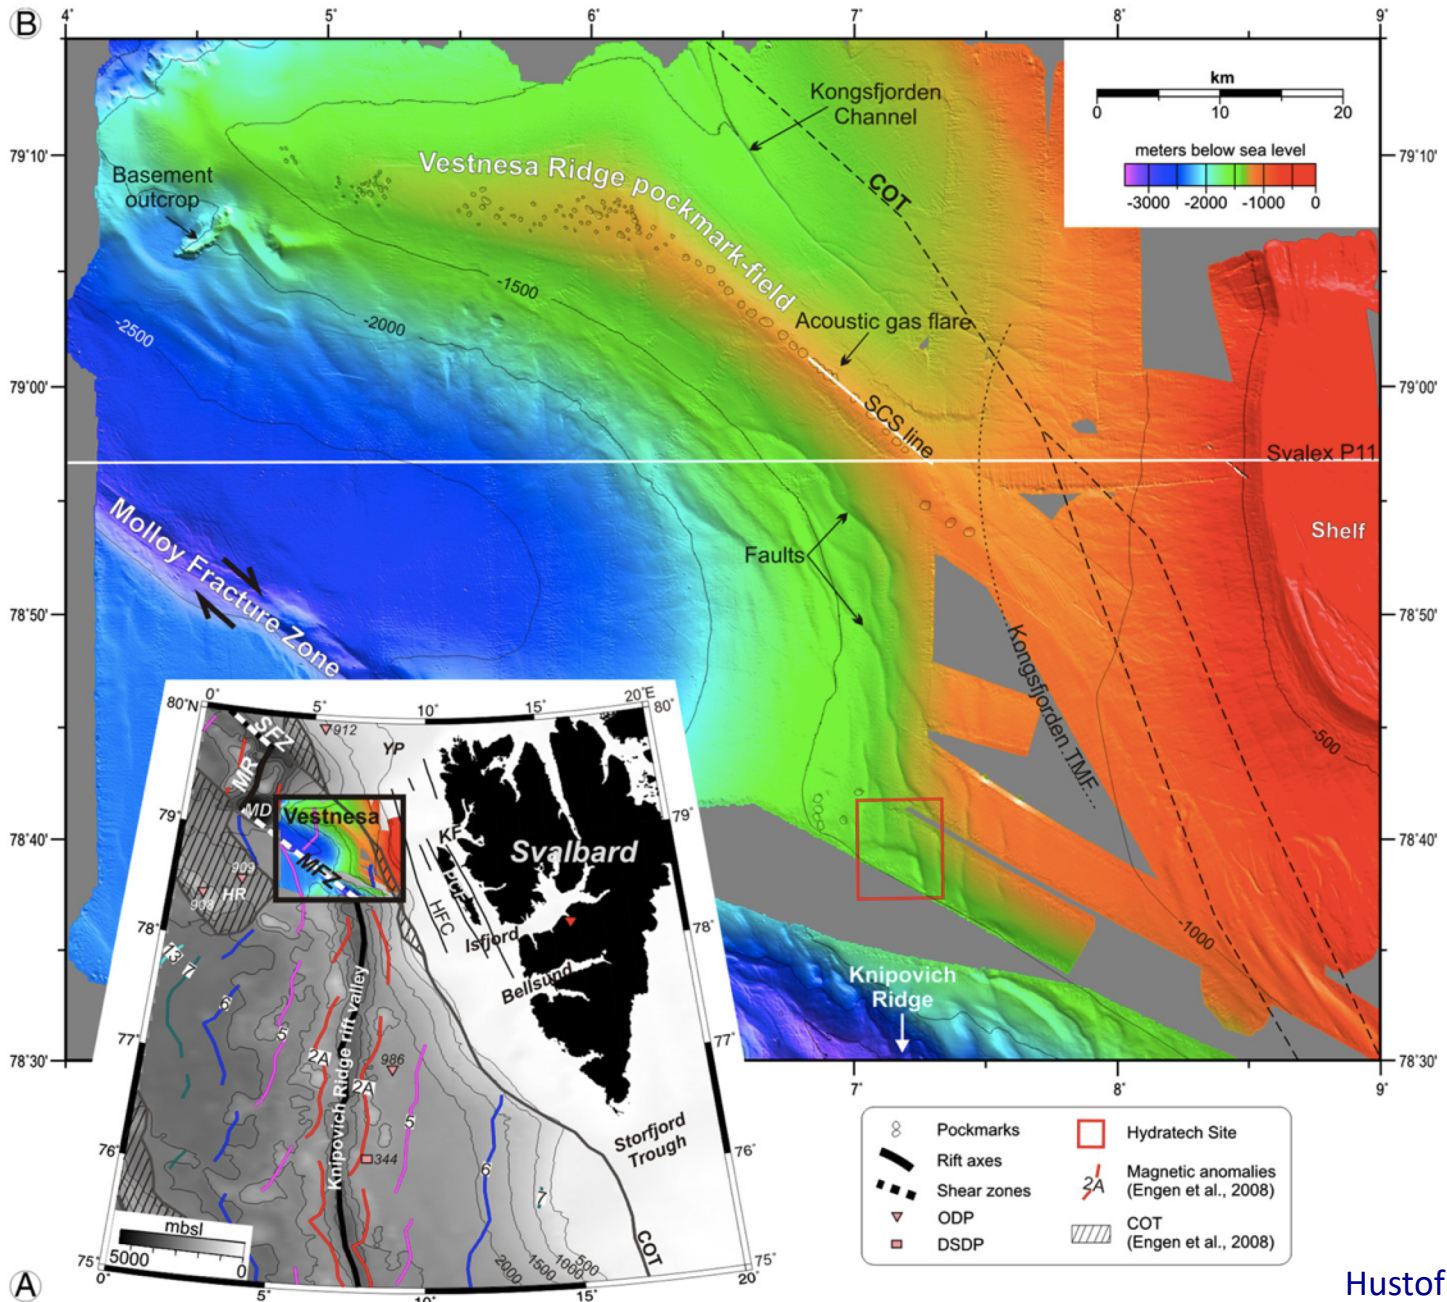 B
4°
5°
6°
7°
8°
9°
km
0
10
20
meters below sea level
-3000
-2000
-1000
0
79°10'
79°00'
78°50'
78°40'
78°30'
79°10'
79°00'
78°50'
78°40'
78°30'
7°
8°
9°
Kongsfjorden
Channel
Vestnesa Ridge pockmark-field
COT
Basement
outcrop
-1500
-2000
-2500
Acoustic gas flare
SCS line
Svalex P11
Shelf
Molloy Fracture Zone
Faults
Kongsfjorden TMF
-500
-1000
Knipovich
Ridge
80°N
0°
5°
10°
15°
20°E
80°
SFZ
912
YP
MR
MD
Vestnesa
79°
79°
KF
Svalbard
MFZ
PCF
909
HR
908
HFC
78°
78°
Isfjord
Bellsund
13
7
6
5
2A
Knipovich Ridge rift valley
986
2A
5
77°
77°
344
6
7
Storfjord
Trough
76°
76°
COT
mbsl
5000
0
2000
1500
1000
500
75°
75°
0°
5°
10°
15°
20
A
Pockmarks
Rift axes
Shear zones
ODP
DSDP
Hydratech Site
2A
Magnetic anomalies
(Engen et al., 2008)
COT
(Engen et al., 2008)
Hustof